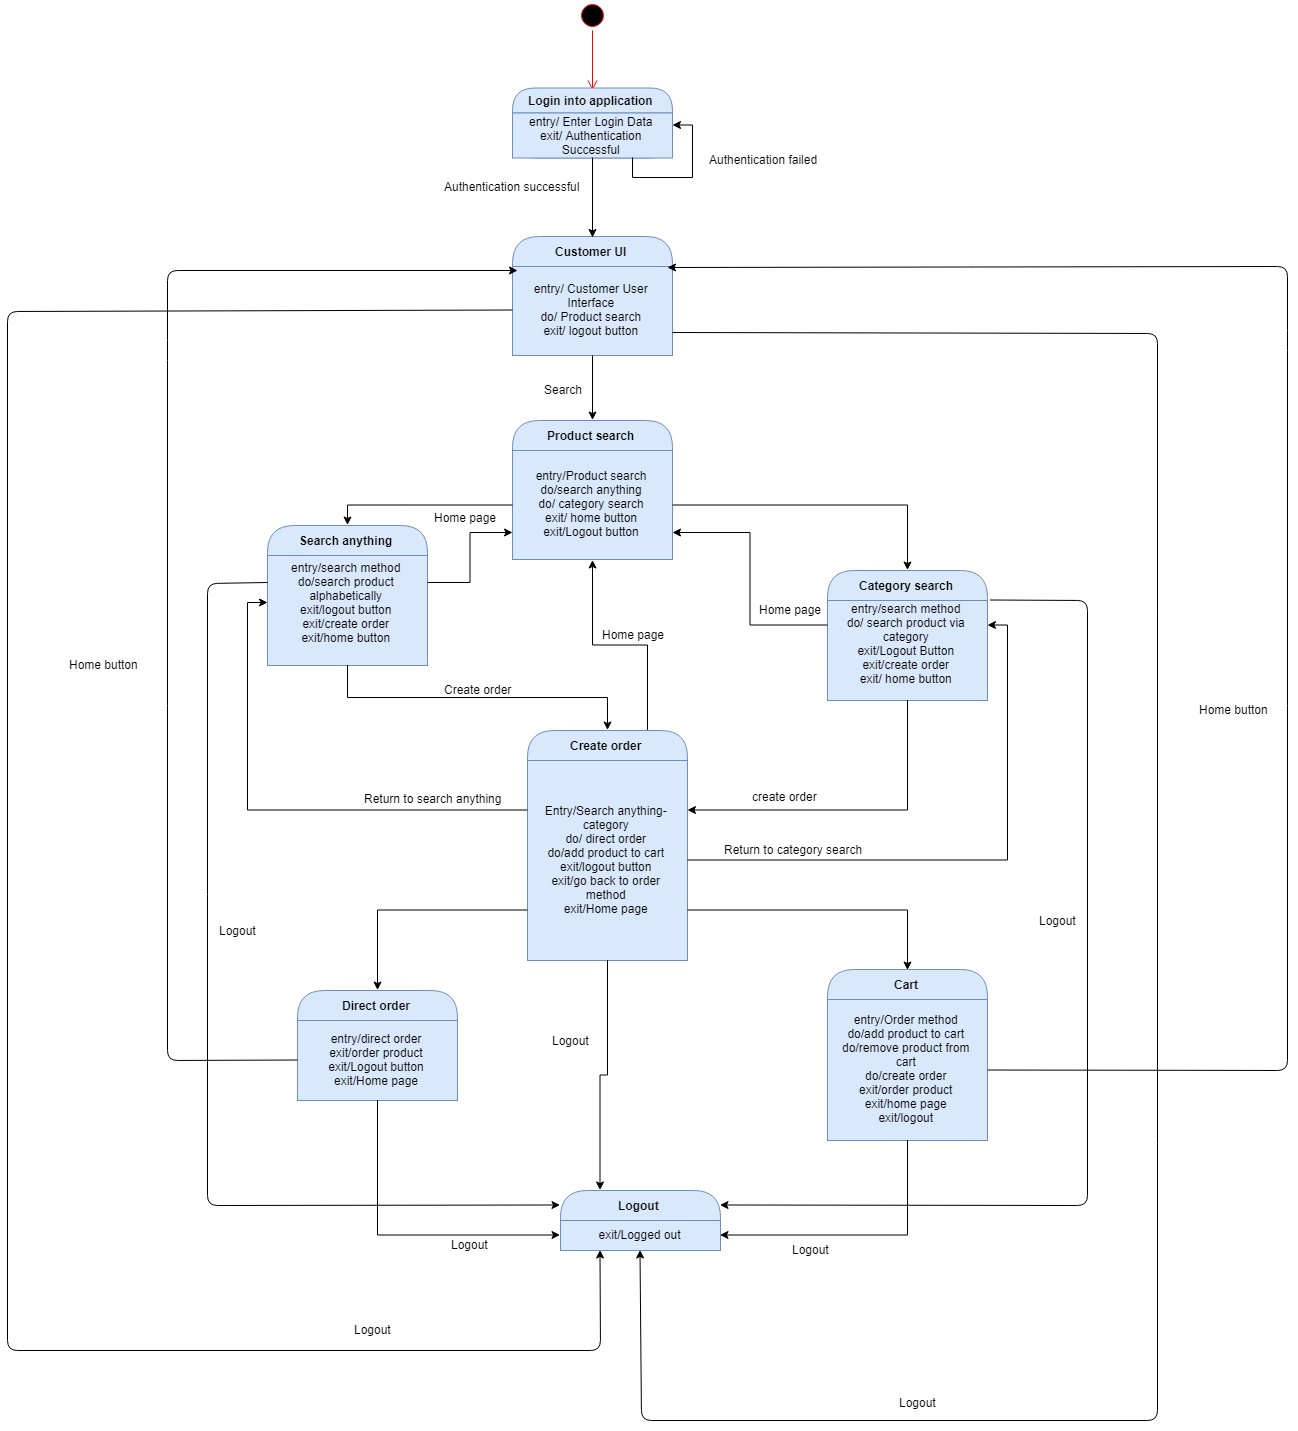 Login into application
entry/ Enter Login Data
exit/ Authentication
Successful
Authentication failed
Authentication successful
Customer UI
entry/ Customer User
Interface
do/ Product search
exit/ logout button
Search
Product search
entry/Product search
do/search anything
do/ category search
exit/ home button
exit/Logout button
Home page
Search anything
entry/search method
do/search product
alphabetically
exit/logout button
exit/create order
exit/home button
Category search
entry/search method
do/ search product via
category
exit/Logout Button
exit/create order
exit/ home button
Home page
Home page
Home button
Create order
Home button
Create order
Entry/Search anything-
category
do/ direct order
do/add product to cart
exit/logout button
exit/go back to order
method
exit/Home page
Return to search anything
create order
Return to category search
Logout
Logout
Direct order
entry/direct order
exit/order product
exit/Logout button
exit/Home page
Logout
Cart
entry/Order method
do/add product to cart
do/remove product from
cart
do/create order
exit/order product
exit/home page
exit/logout
Logout
exit/Logged out
Logout
Logout
Logout
Logout